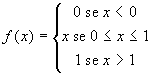 0 se x < 0
f(x) = { x se 0 ≤ x ≤ 1
1 se x > 1